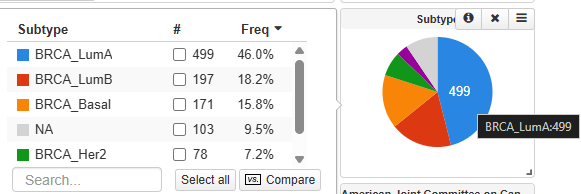 Subtype # Freq
BRCA_LumA 499 46.0%
BRCA_LumB 197 18.2%
BRCA_Basal 171 15.8%
NA 103 9.5%
BRCA_Her2 78 7.2%
Search...
Select all
VS. Compare
Subtype
499
BRCA_LumA:499
American Joint Committee on Can